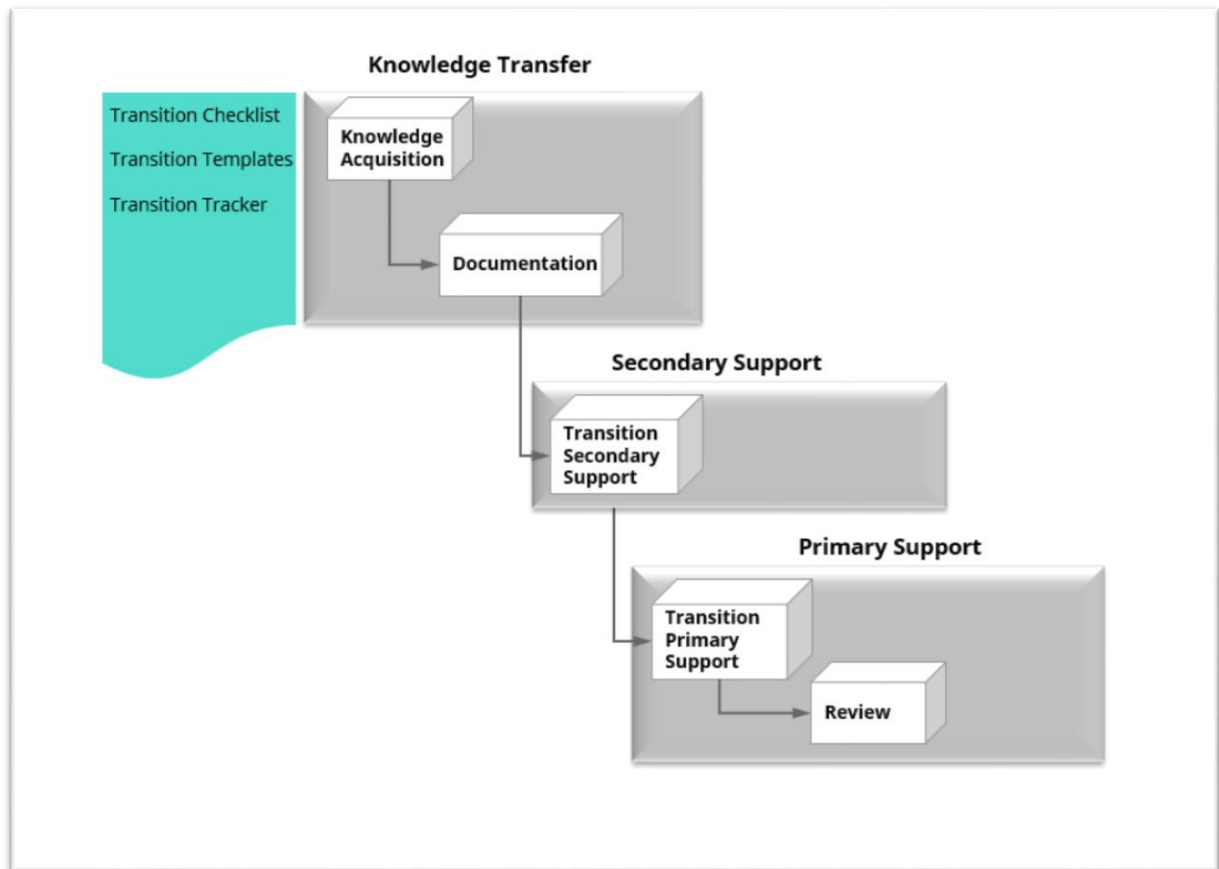 Knowledge Transfer
Transition Checklist
Transition Templates
Transition Tracker
Knowledge
Acquisition
Documentation
Secondary Support
Transition
Secondary
Support
Primary Support
Transition
Primary
Support
Review